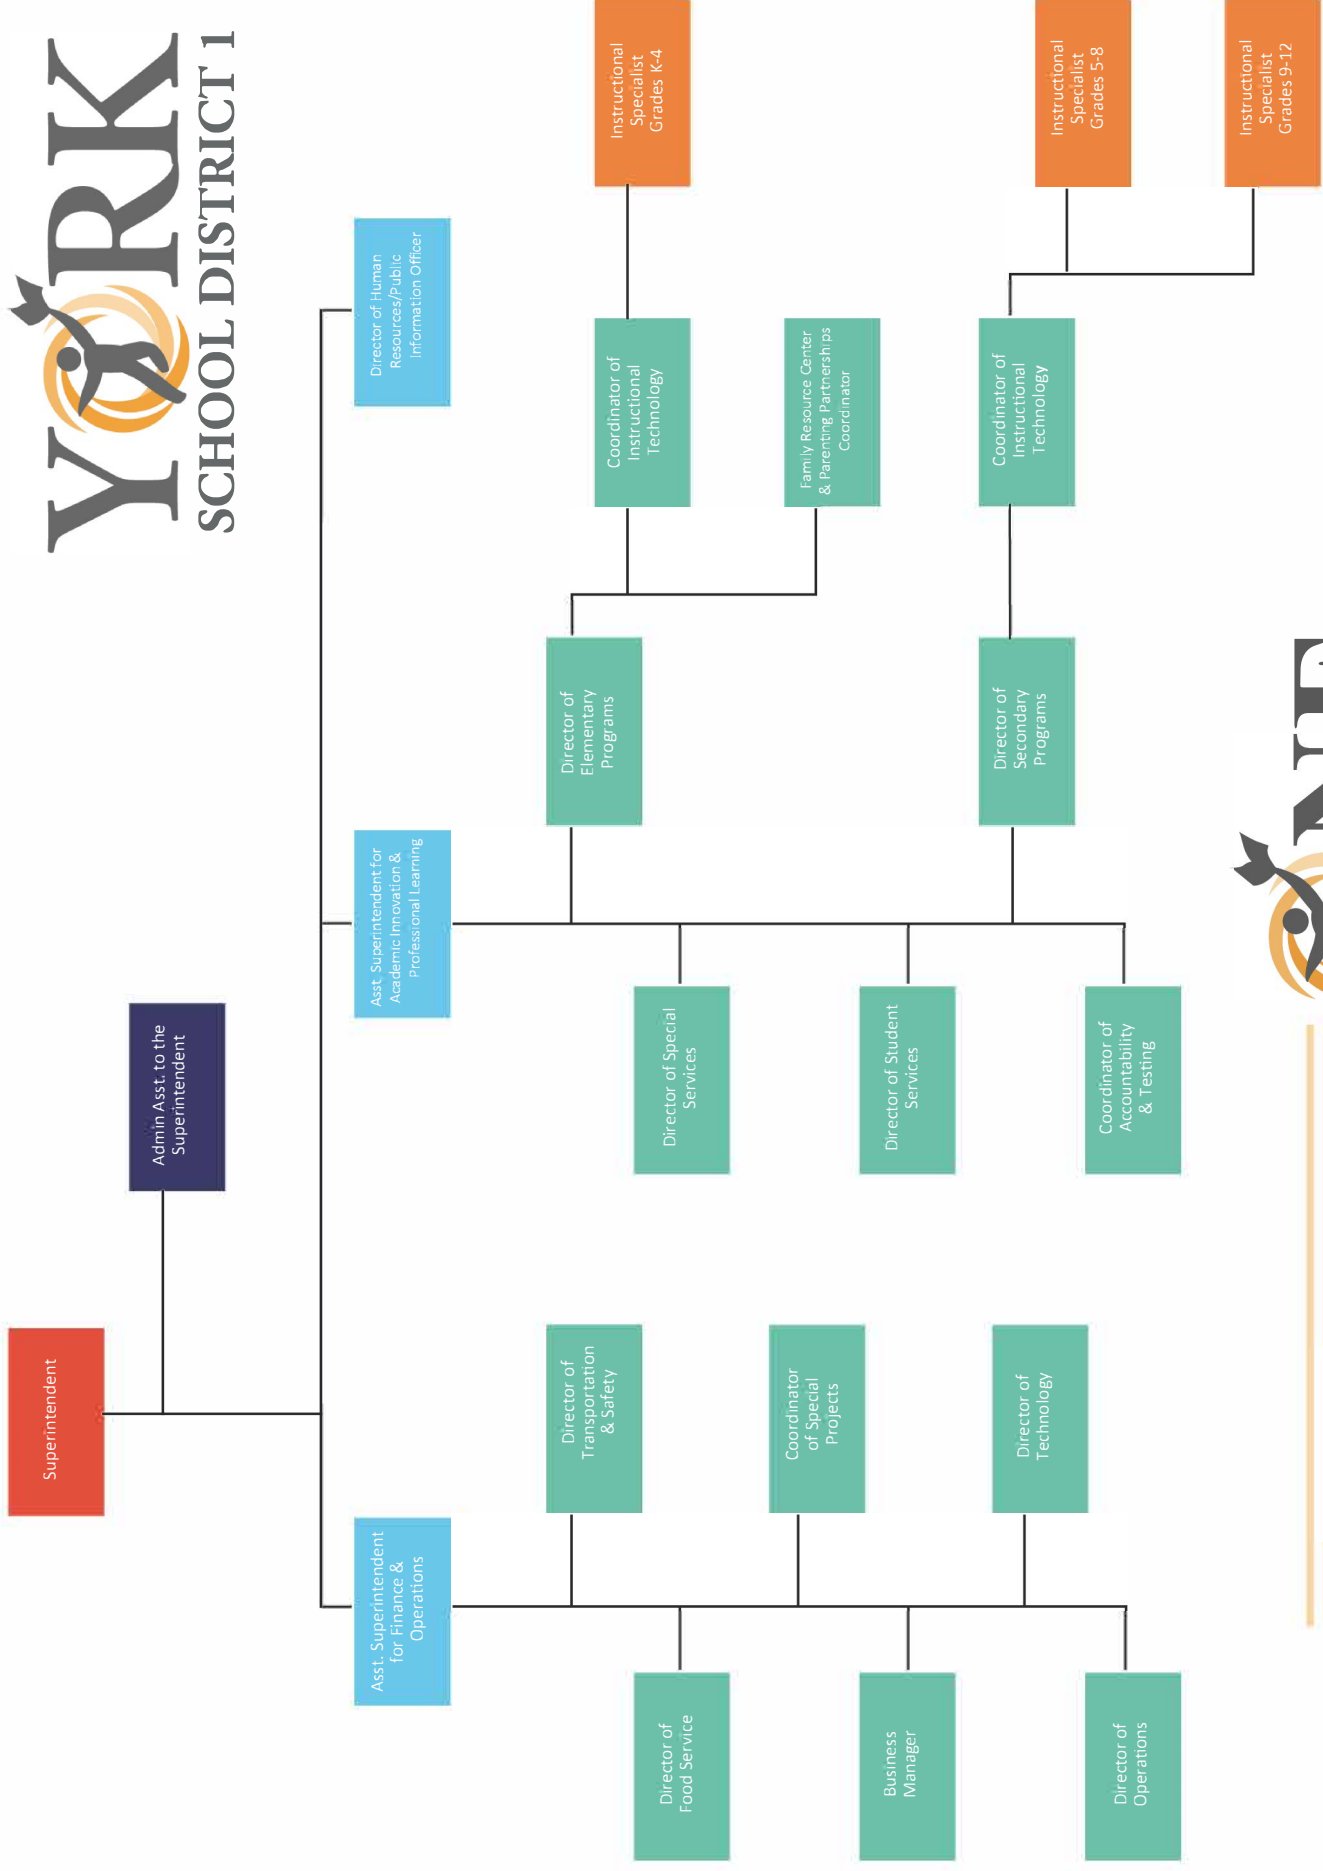 YORK
SCHOOL DISTRICT 1
Superintendent
Admin Asst. to the
Superintendent
Asst. Superintendent
for Finance &
Operations
Asst. Superintendent for
Academic Innovation &
Professional Learning
Director of Human
Resources/Public
Information Officer
Director of
Transportation
& Safety
Director of
Food Service
Coordinator
of Special
Projects
Business
Manager
Director of
Technology
Director of
Operations
Director of
Elementary
Programs
Director of Special
Services
Director of Student
Services
Director of
Secondary
Programs
Coordinator of
Accountability
& Testing
Coordinator of
Instructional
Technology
Family Resource Center
& Parenting Partnerships
Coordinator
Coordinator of
Instructional
Technology
Instructional
Specialist
Grades K-4
Instructional
Specialist
Grades 5-8
Instructional
Specialist
Grades 9-12